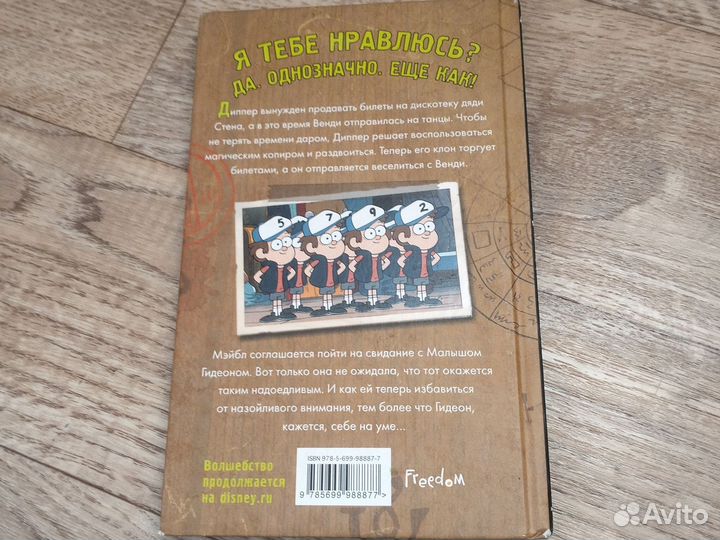 Я ТЕБЕ НРАВЛЮСЬ?
ДА. ОДНОЗНАЧНО. ЕЩЕ КАК!
Диппер вынужден продавать билеты на дискотеку дяди
Стена, а в это время Венди отправилась на танцы. Чтобы
не терять времени даром, Диппер решает воспользоваться
магическим копиром и раздвоиться. Теперь его клон торгует
билетами, а он отправляется веселиться с Венди.
5 7 9 2
Мэйбл соглашается пойти на свидание с Малышом
Гидеоном. Вот только она не ожидала, что тот окажется
таким надоедливым. И как ей теперь избавиться
от назойливого внимания, тем более что Гидеон,
кажется, себе на уме...
ISBN 978-5-699-98887-7
9 785699 988877 >
Freedom
Волшебство
продолжается
на disney.ru
Avito